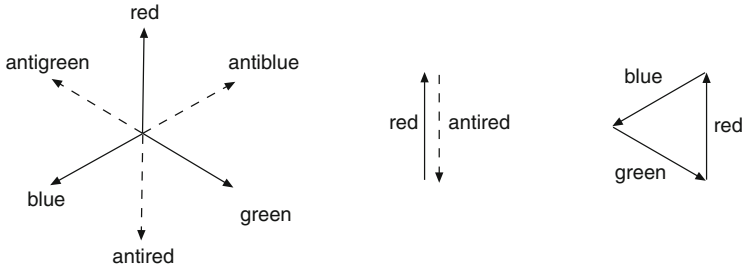 red
antigreen
antiblue
blue
green
antired
red
antired
blue
red
green